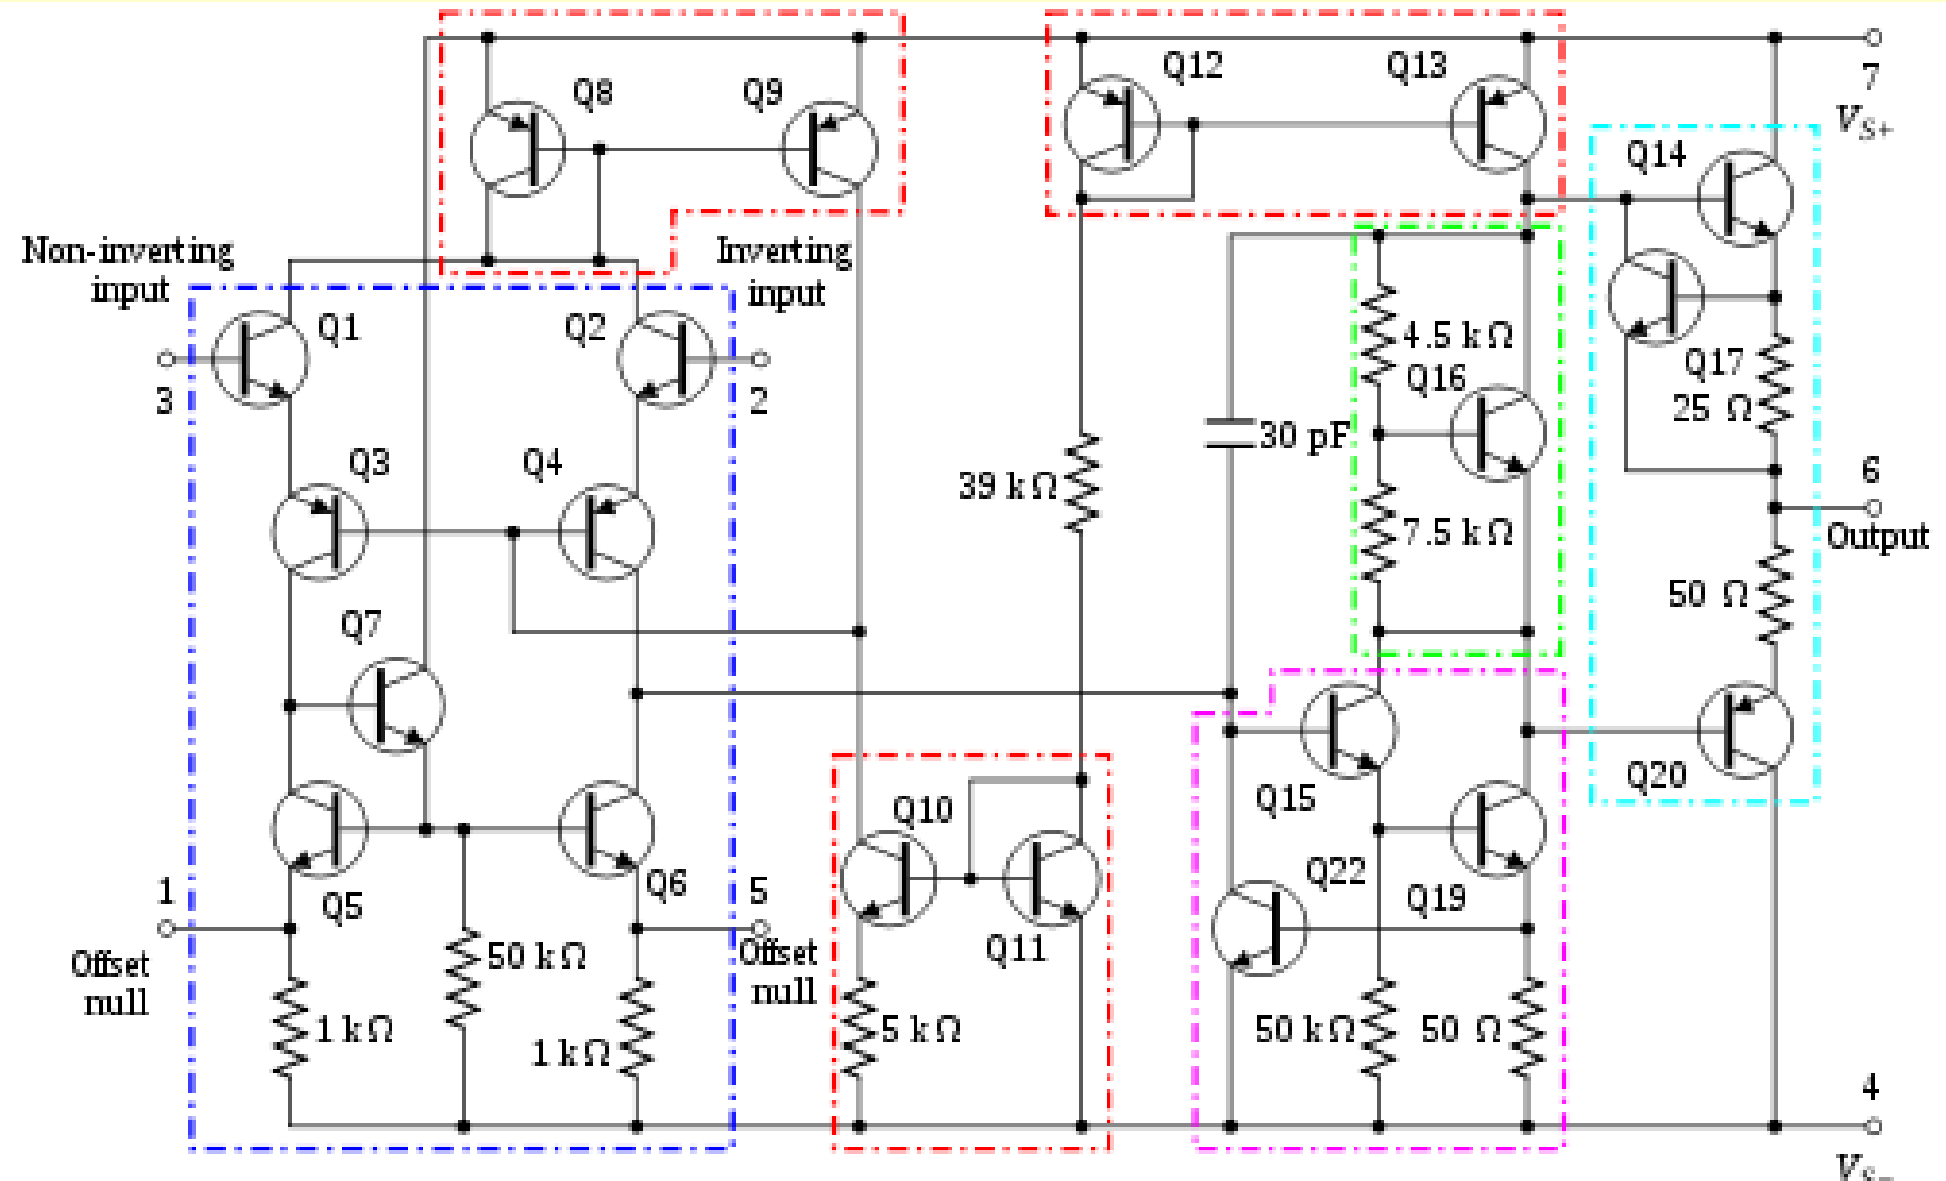 Q8
Q9
Q12
Q13
7
V_{S+}
Q14
Non-inverting
input
Inverting
input
Q1
Q2
3
2
4.5 kΩ
Q16
Q17
25 Ω
30 pF
Q3
Q4
39 kΩ
6
Output
7.5 kΩ
50 Ω
Q7
Q20
Q15
Q10
Q22
Q19
1
Q5
Q6
5
Q11
Offset
null
50 kΩ
Offset
null
1 kΩ
1 kΩ
5 kΩ
50 kΩ
50 Ω
4
V_{S−}